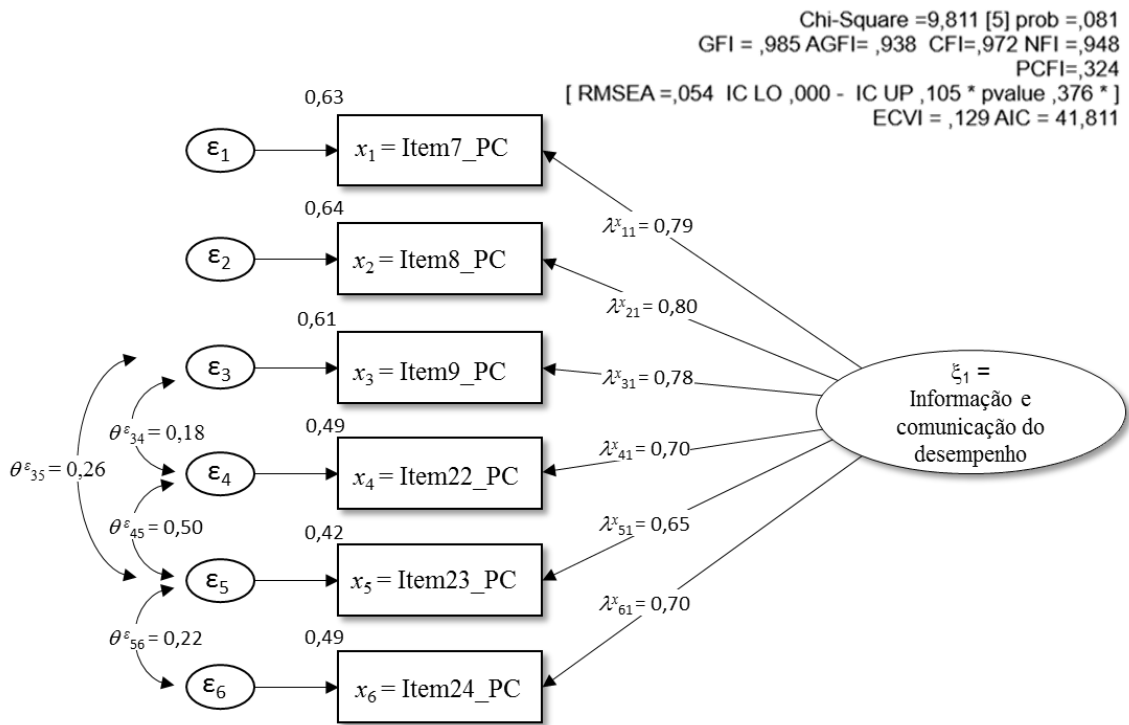 Chi-Square =9,811 [5] prob =,081
GFI = ,985 AGFI= ,938 CFI=,972 NFI =,948
PCFI=,324
[ RMSEA =,054 IC LO ,000 - IC UP ,105 * pvalue ,376 * ]
ECVI = ,129 AIC = 41,811
0,63
ε1
x1 = Item7_PC
λx11= 0,79
0,64
ε2
x2 = Item8_PC
λx21= 0,80
0,61
ε3
x3 = Item9_PC
λx31= 0,78
ξ1 =
Informação e
comunicação do
desempenho
θε34= 0,18
0,49
θε35= 0,26
ε4
x4 = Item22_PC
λx41= 0,70
θε45= 0,50
0,42
ε5
x5 = Item23_PC
λx51= 0,65
θε56= 0,22
0,49
ε6
x6 = Item24_PC
λx61= 0,70